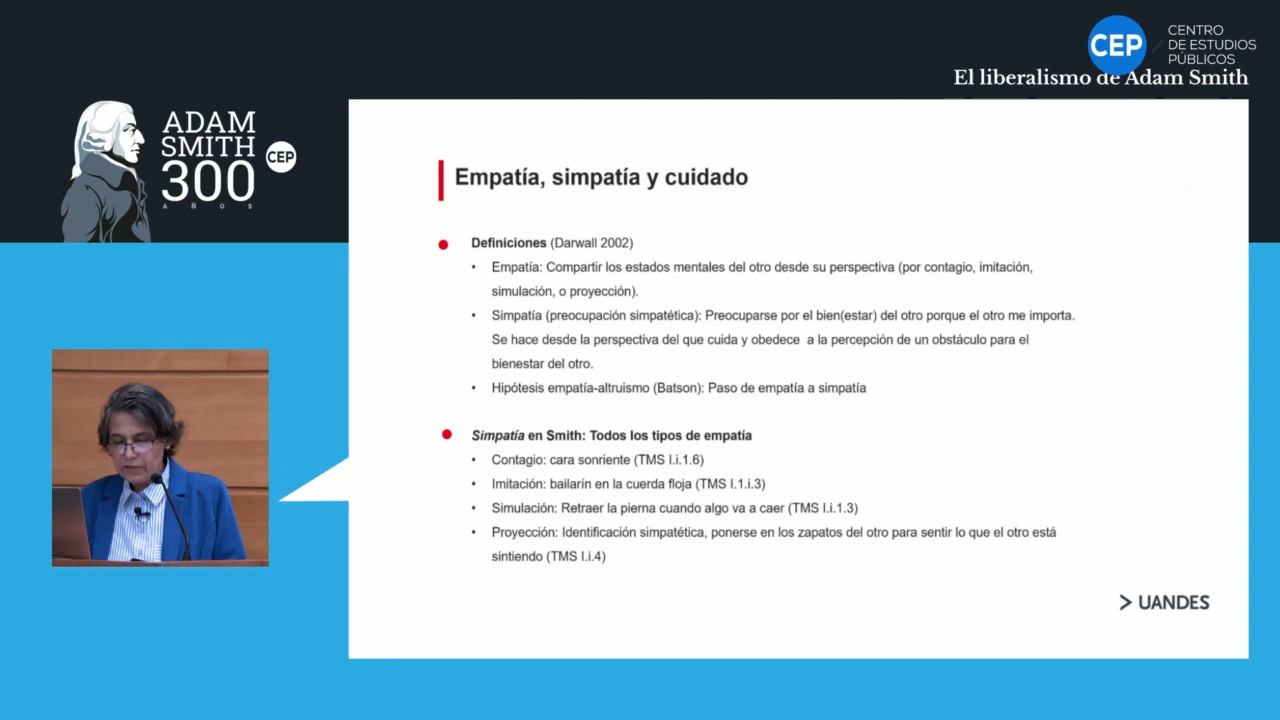 CEP
CENTRO
DE ESTUDIOS
PÚBLICOS
El liberalismo de Adam Smith
ADAM
SMITH
300
AÑOS
CEP
Empatía, simpatía y cuidado
Definiciones (Darwall 2002)
• Empatía: Compartir los estados mentales del otro desde su perspectiva (por contagio, imitación,
simulación, o proyección).
• Simpatía (preocupación simpatética): Preocuparse por el bien(estar) del otro porque el otro me importa.
Se hace desde la perspectiva del que cuida y obedece a la percepción de un obstáculo para el
bienestar del otro.
• Hipótesis empatía-altruismo (Batson): Paso de empatía a simpatía
Simpatía en Smith: Todos los tipos de empatía
• Contagio: cara sonriente (TMS I.i.1.6)
• Imitación: bailarín en la cuerda floja (TMS I.1.i.3)
• Simulación: Retraer la pierna cuando algo va a caer (TMS I.i.1.3)
• Proyección: Identificación simpatética, ponerse en los zapatos del otro para sentir lo que el otro está
sintiendo (TMS I.i.4)
> UANDES